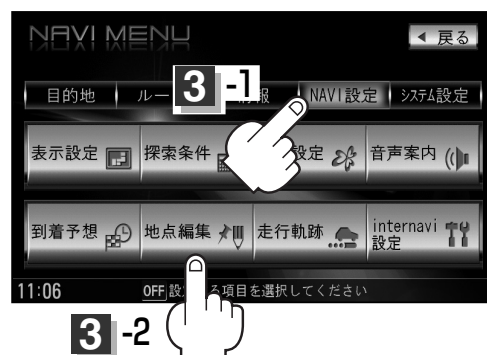 NAVI MENU
◀ 戻る
目的地 ルー 報 NAVI設定 システム設定
3 -1
表示設定 探索条件 設定 音声案内
到着予想 地点編集 走行軌跡 internavi
設定
11:06 OFF 設 る項目を選択してください
3 -2